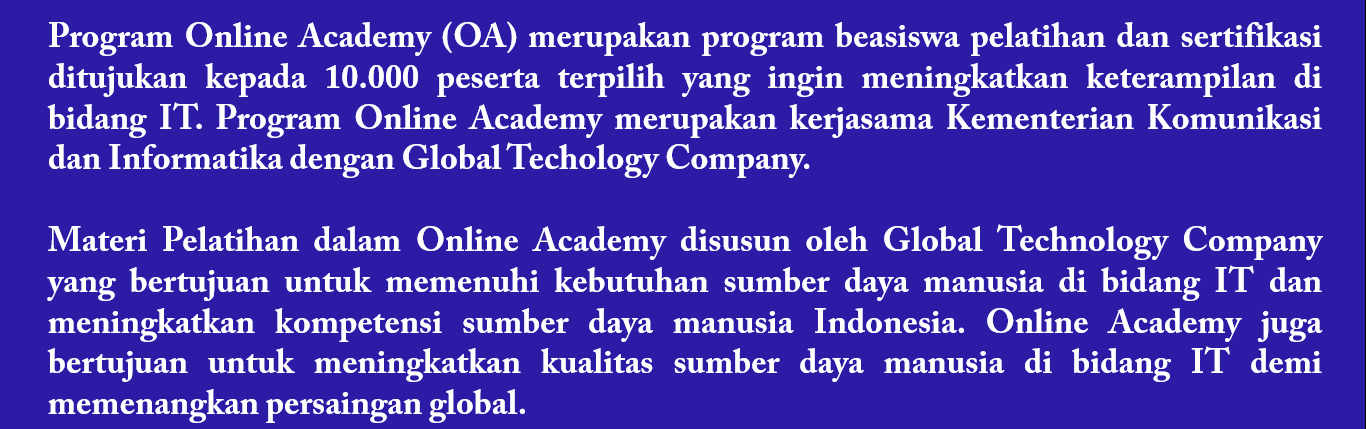 Program Online Academy (OA) merupakan program beasiswa pelatihan dan sertifikasi
ditujukan kepada 10.000 peserta terpilih yang ingin meningkatkan keterampilan di
bidang IT. Program Online Academy merupakan kerjasama Kementerian Komunikasi
dan Informatika dengan Global Techology Company.
Materi Pelatihan dalam Online Academy disusun oleh Global Technology Company
yang bertujuan untuk memenuhi kebutuhan sumber daya manusia di bidang IT dan
meningkatkan kompetensi sumber daya manusia Indonesia. Online Academy juga
bertujuan untuk meningkatkan kualitas sumber daya manusia di bidang IT demi
memenangkan persaingan global.